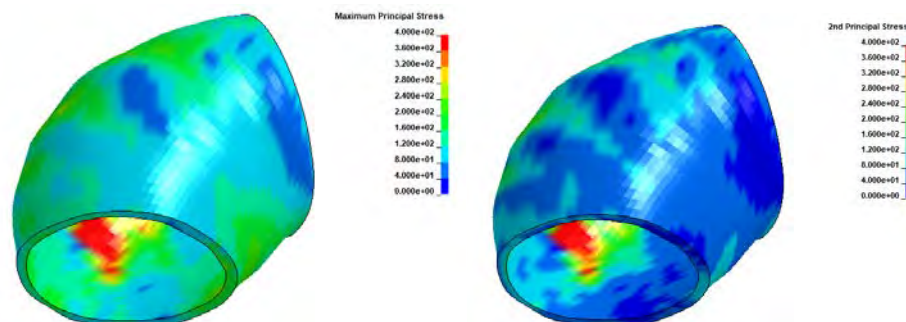 Maximum Principal Stress
4.000e+02
3.600e+02
3.200e+02
2.800e+02
2.400e+02
2.000e+02
1.600e+02
1.200e+02
8.000e+01
4.000e+01
0.000e+00
2nd Principal Stress
4.000e+02
3.600e+02
3.200e+02
2.800e+02
2.400e+02
2.000e+02
1.600e+02
1.200e+02
8.000e+01
4.000e+01
0.000e+00